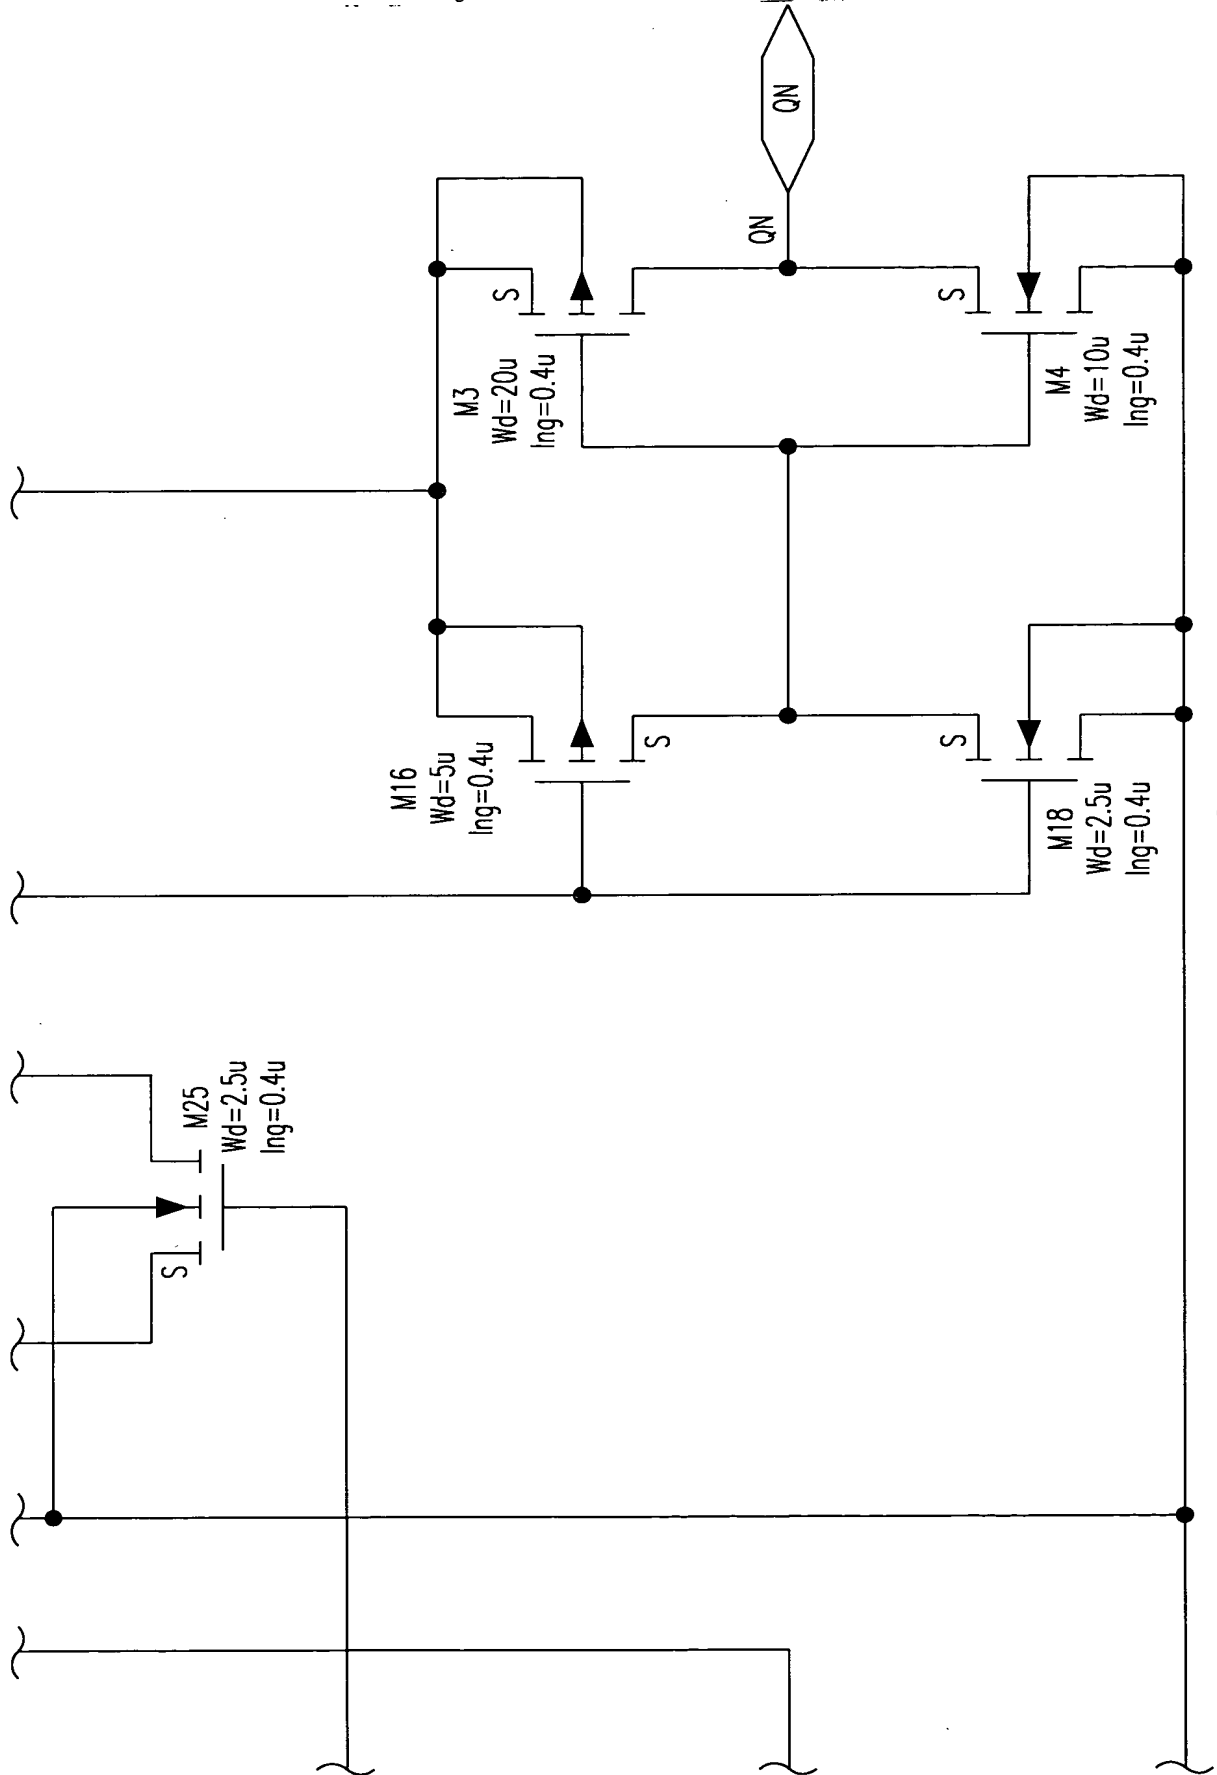 QN
QN
S
M3
Wd=20u
lng=0.4u
S
M4
Wd=10u
lng=0.4u
M16
Wd=5u
lng=0.4u
S
S
M18
Wd=2.5u
lng=0.4u
M25
Wd=2.5u
lng=0.4u
S